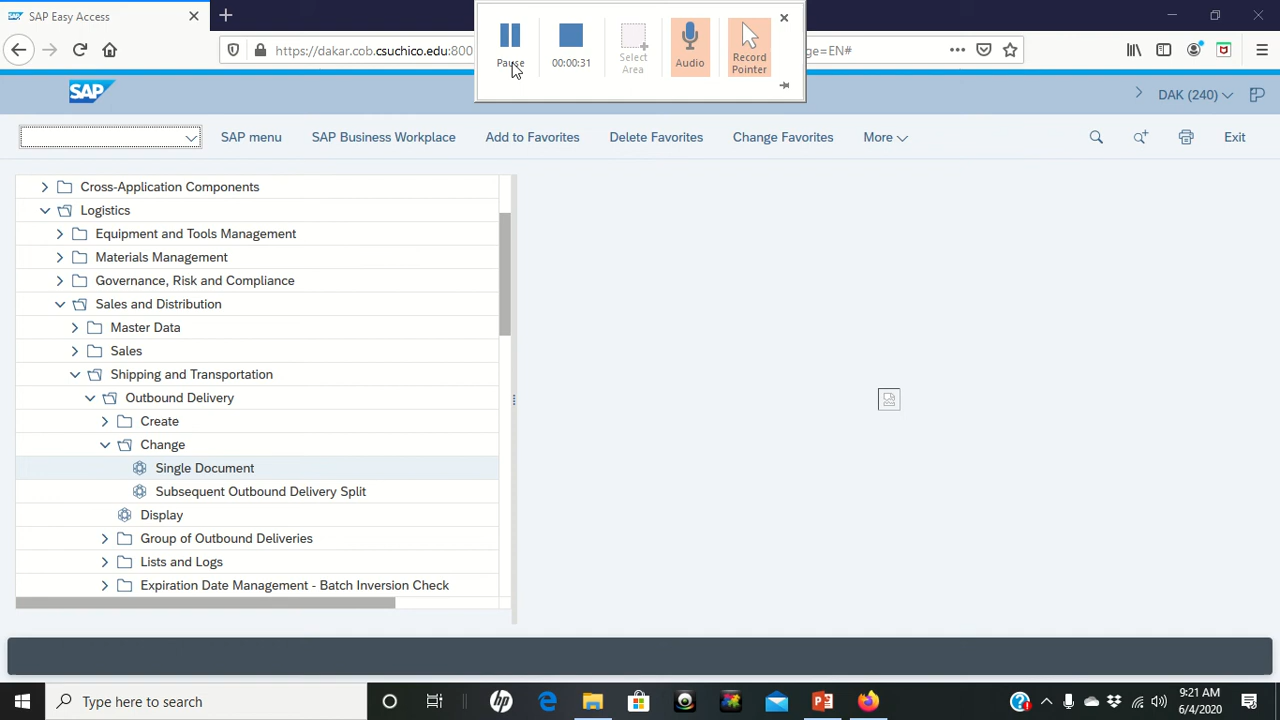 SAP Easy Access
https://dakar.cob.csuchico.edu:800
ge=EN#
Pause
00:00:31
Select
Area
Audio
Record
Pointer
SAP
DAK (240)
SAP menu
SAP Business Workplace
Add to Favorites
Delete Favorites
Change Favorites
More
Exit
Cross-Application Components
Logistics
Equipment and Tools Management
Materials Management
Governance, Risk and Compliance
Sales and Distribution
Master Data
Sales
Shipping and Transportation
Outbound Delivery
Create
Change
Single Document
Subsequent Outbound Delivery Split
Display
Group of Outbound Deliveries
Lists and Logs
Expiration Date Management - Batch Inversion Check
Type here to search
9:21 AM
6/4/2020